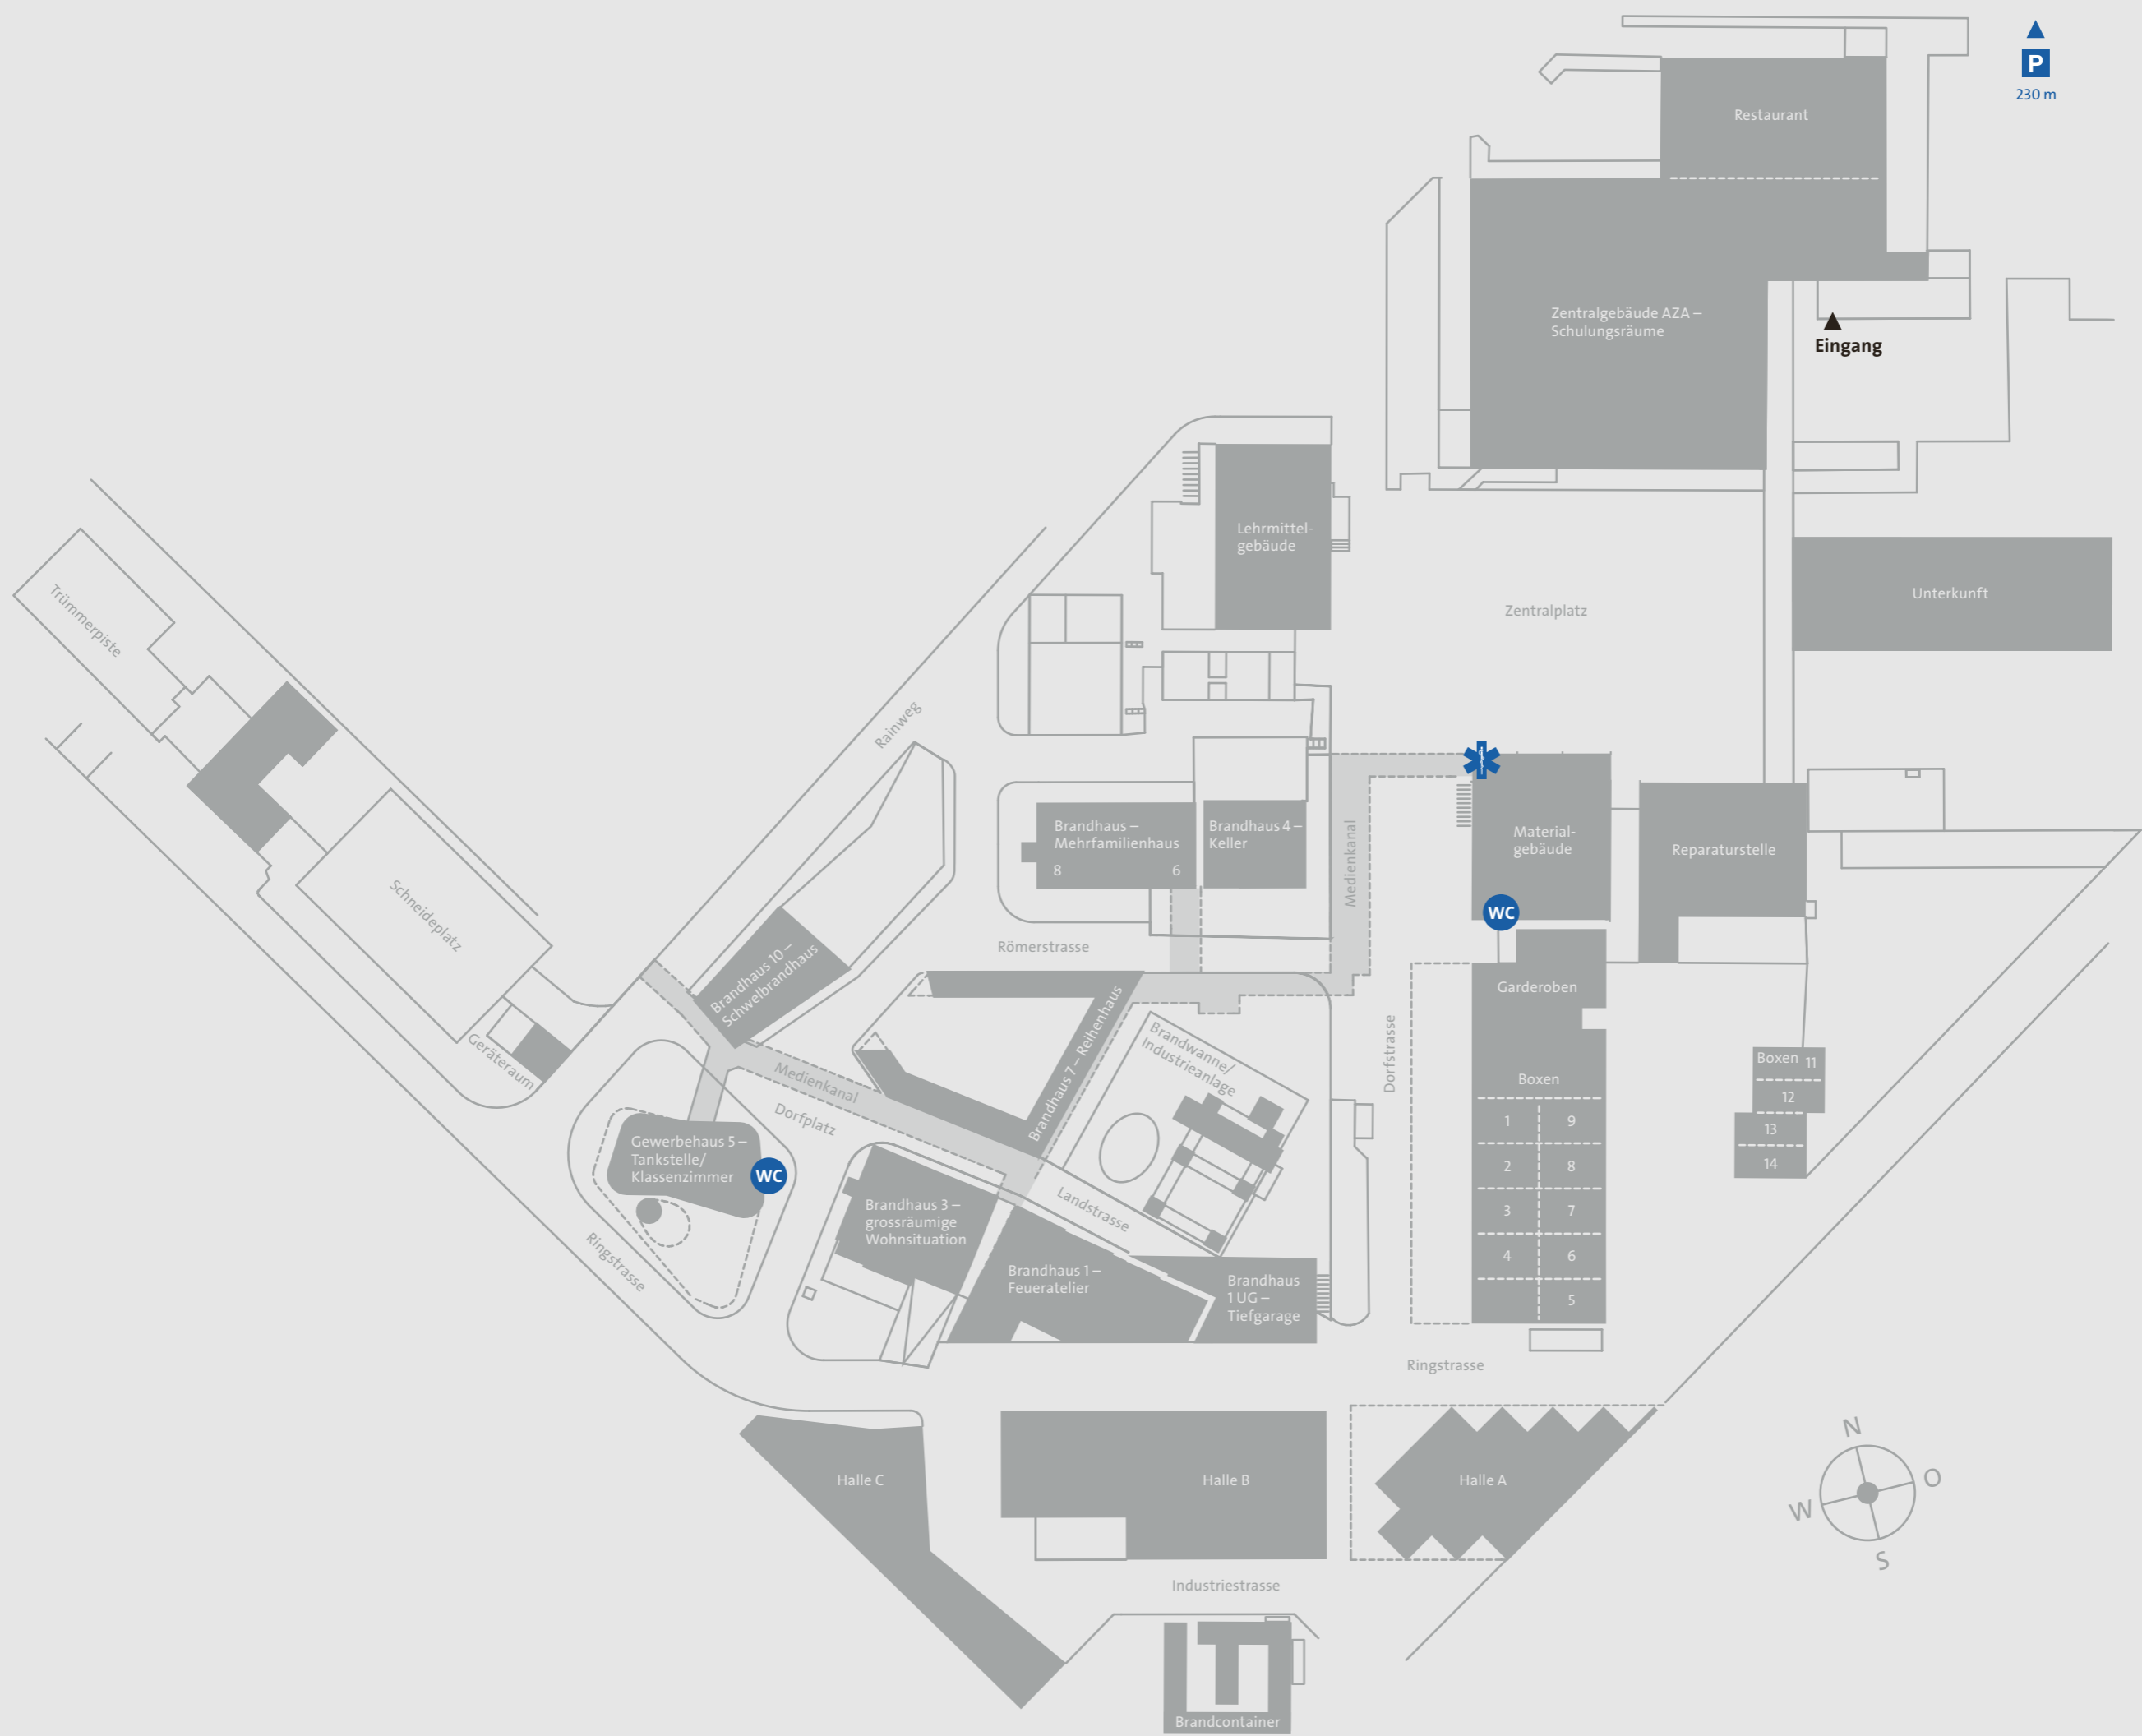 P
230 m
Restaurant
Zentralgebäude AZA –
Schulungsräume
Eingang
Lehrmittel-
gebäude
Zentralplatz
Unterkunft
Trümmerpiste
Rainweg
Brandhaus –
Mehrfamilienhaus
8 6
Brandhaus 4 –
Keller
Medienkanal
Material-
gebäude
Reparaturstelle
WC
Schneideplatz
Römerstrasse
Brandhaus 10 –
Schwelbrandhaus
Geräteraum
Garderoben
Dorfstrasse
Brandhaus 7 – Reihenhaus
Brandwanne/
Industrieanlage
Medienkanal
Dorfplatz
Boxen
1 9
2 8
3 7
4 6
5
Boxen 11
12
13
14
Gewerbehaus 5 –
Tankstelle/
Klassenzimmer
WC
Brandhaus 3 –
grossräumige
Wohnsituation
Landstrasse
Ringstrasse
Brandhaus 1 –
Feueratelier
Brandhaus
1 UG –
Tiefgarage
Ringstrasse
Halle C
Halle B
Halle A
N
O
W
S
Industriestrasse
Brandcontainer